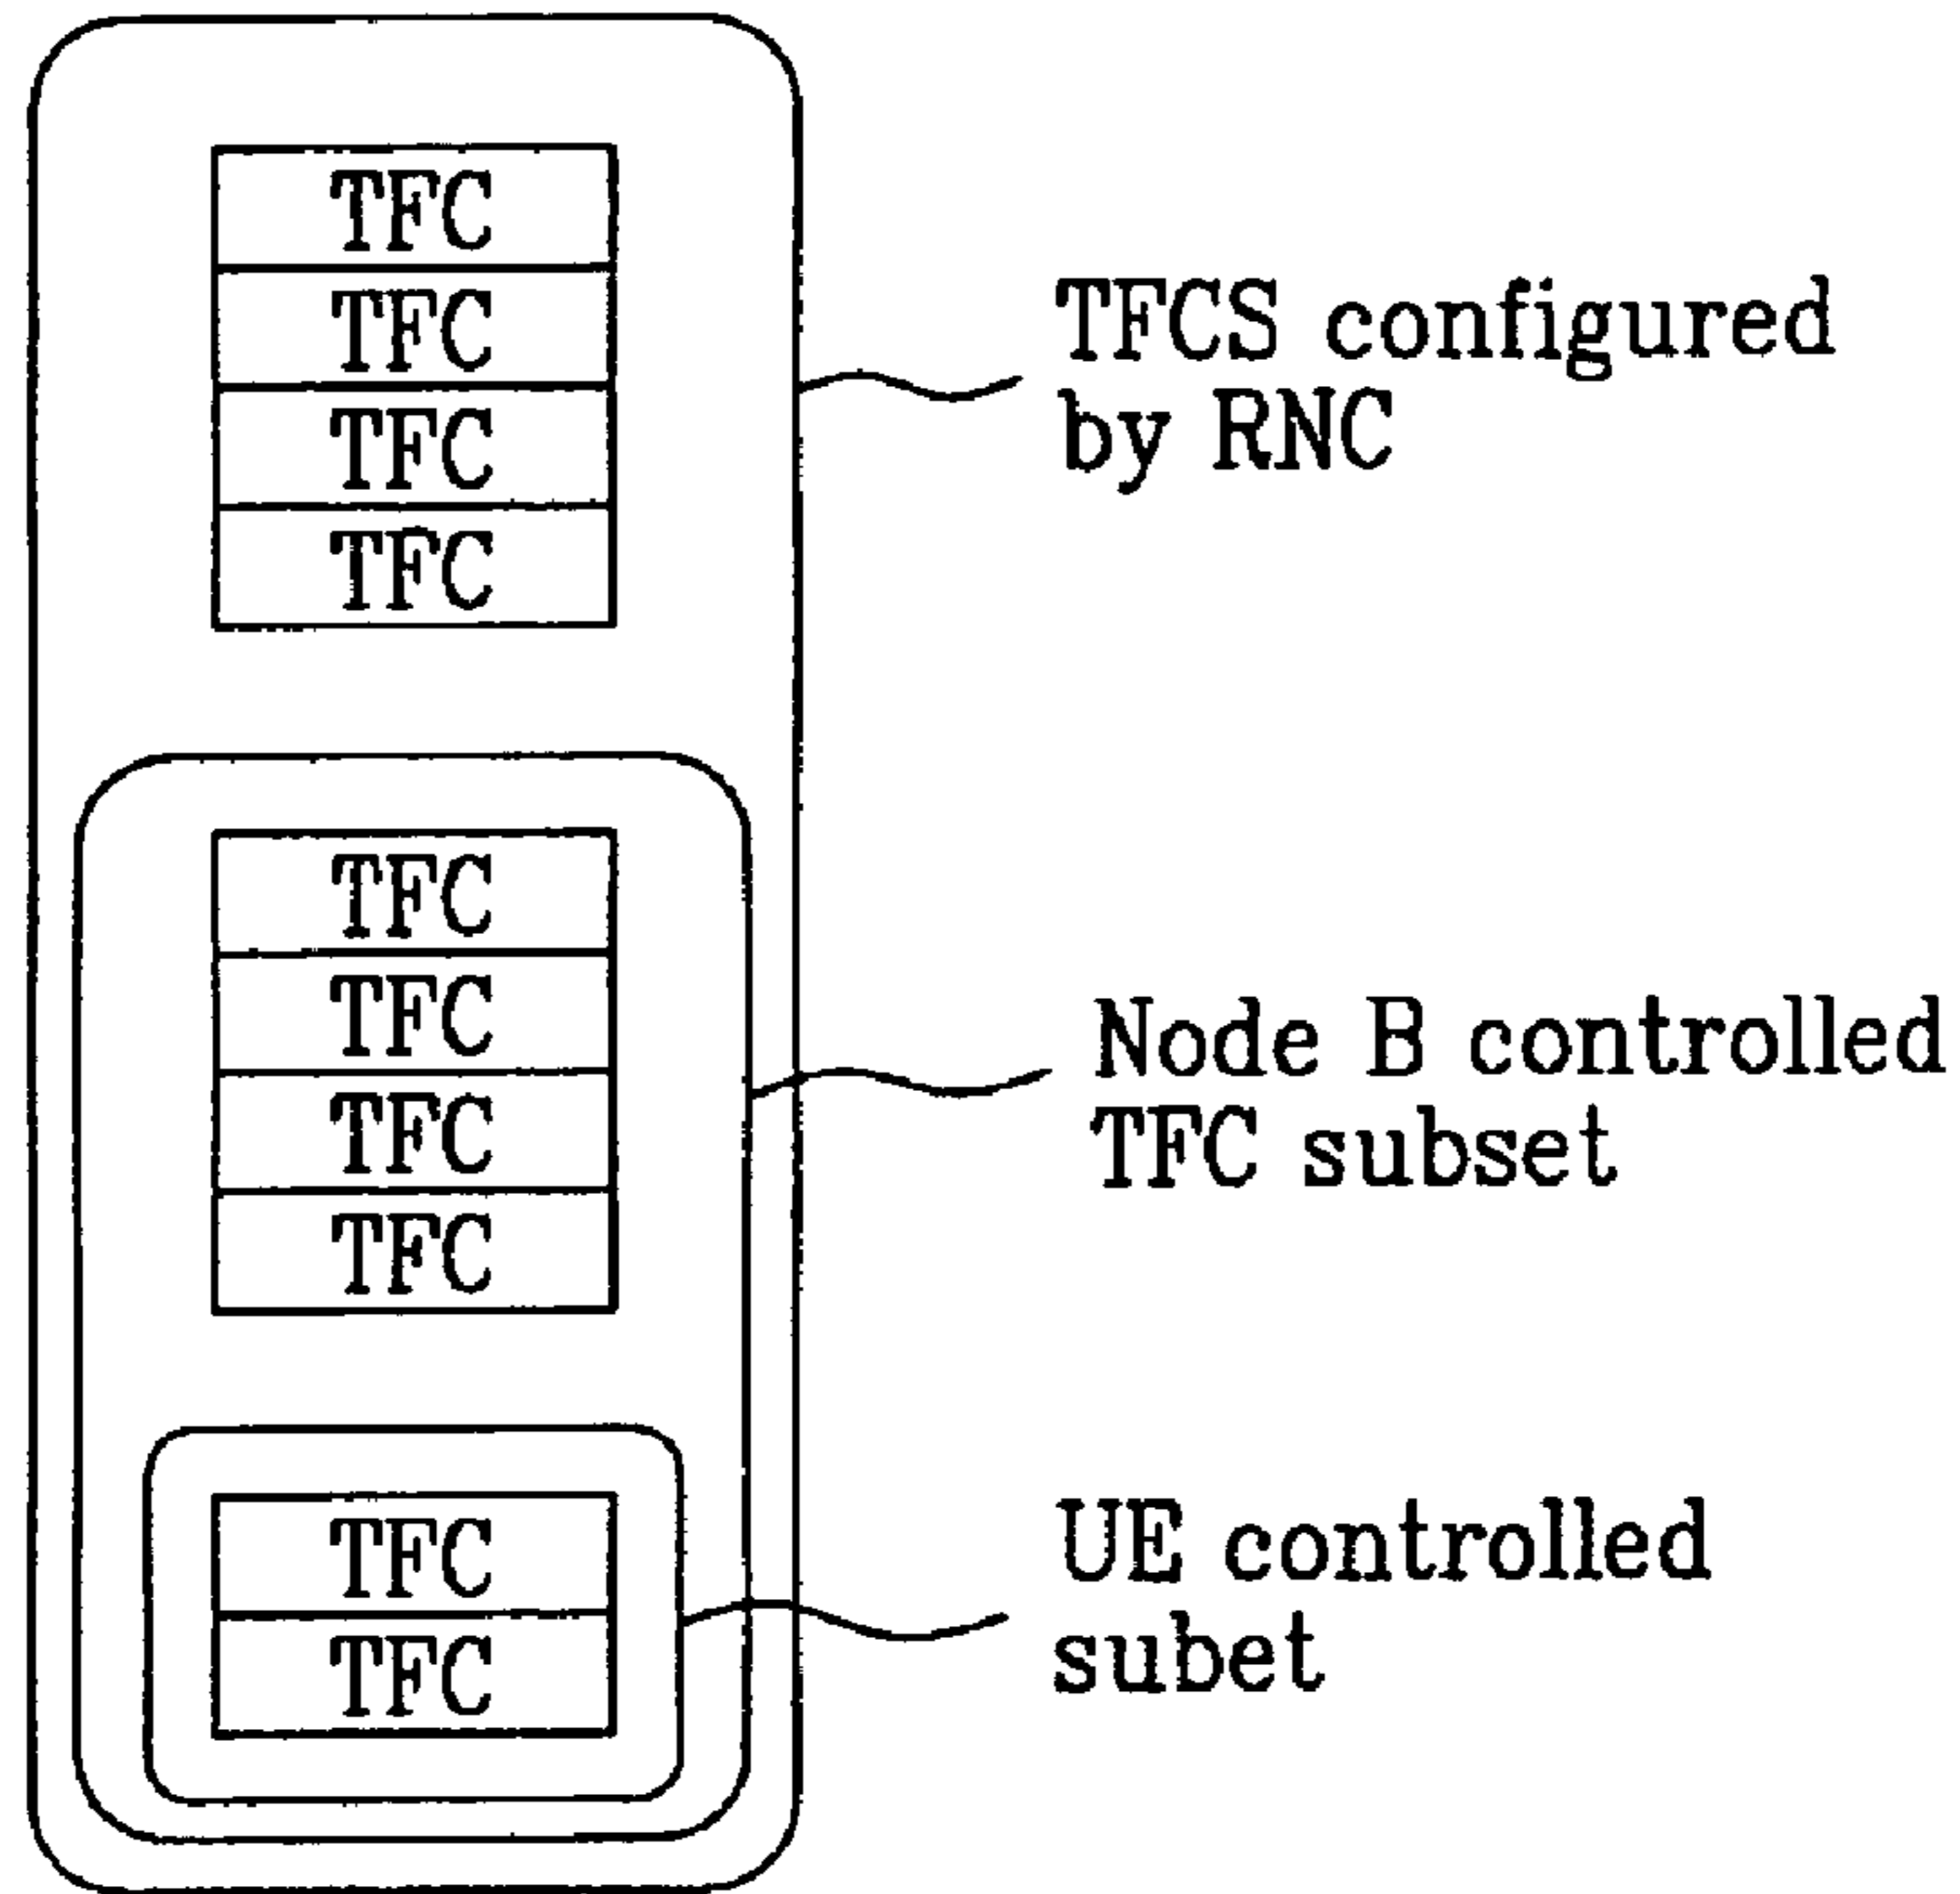 TFC
TFC
TFC
TFC
TFCS configured
by RNC
TFC
TFC
TFC
TFC
Node B controlled
TFC subset
TFC
TFC
UE controlled
subet